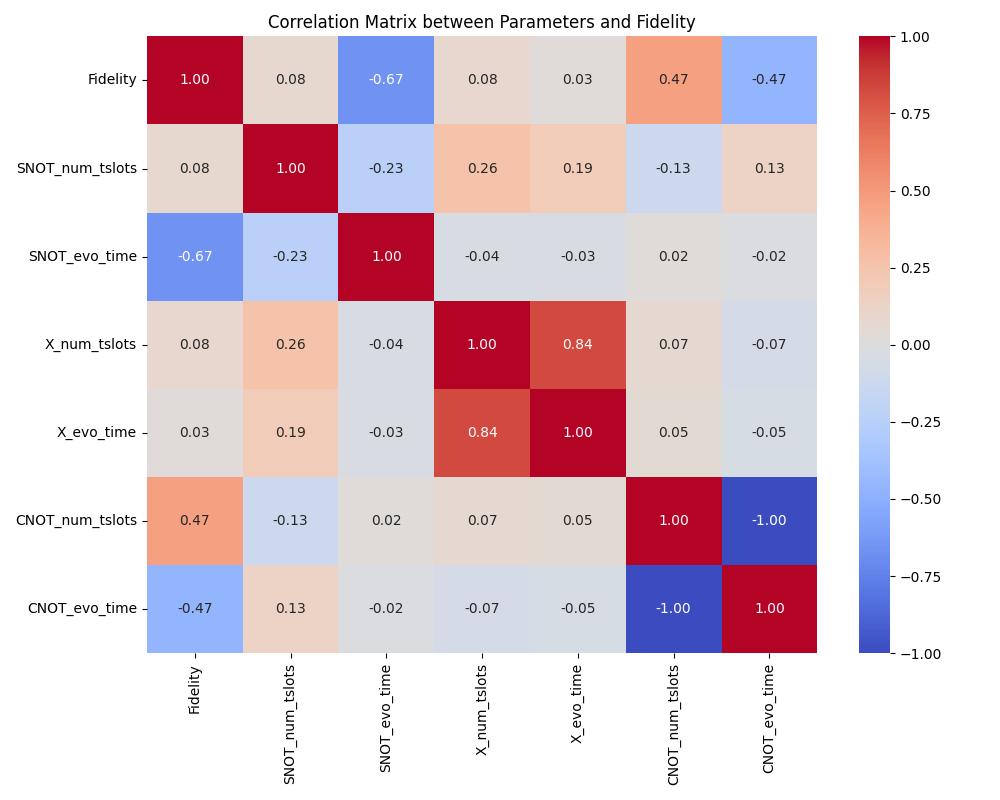 Correlation Matrix between Parameters and Fidelity
Fidelity 1.00 0.08 -0.67 0.08 0.03 0.47 -0.47
SNOT_num_tslots 0.08 1.00 -0.23 0.26 0.19 -0.13 0.13
SNOT_evo_time -0.67 -0.23 1.00 -0.04 -0.03 0.02 -0.02
X_num_tslots 0.08 0.26 -0.04 1.00 0.84 0.07 -0.07
X_evo_time 0.03 0.19 -0.03 0.84 1.00 0.05 -0.05
CNOT_num_tslots 0.47 -0.13 0.02 0.07 0.05 1.00 -1.00
CNOT_evo_time -0.47 0.13 -0.02 -0.07 -0.05 -1.00 1.00
Fidelity
SNOT_num_tslots
SNOT_evo_time
X_num_tslots
X_evo_time
CNOT_num_tslots
CNOT_evo_time
1.00
0.75
0.50
0.25
0.00
−0.25
−0.50
−0.75
−1.00